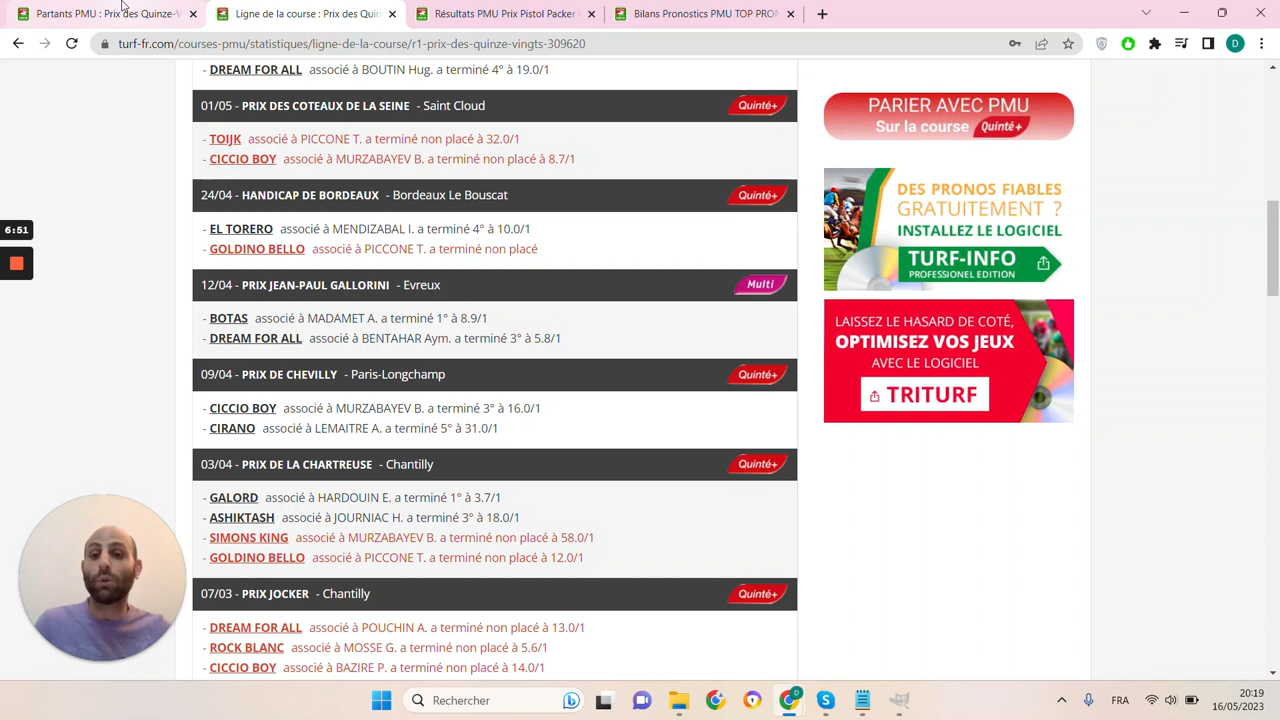 Partants PMU : Prix des Quinze-V
Ligne de la course : Prix des Quin
Résultats PMU Prix Pistol Packer
Bilans Pronostics PMU TOP PRON
turf-fr.com/courses-pmu/statistiques/ligne-de-la-course/r1-prix-des-quinze-vingts-309620
D
- DREAM FOR ALL associé à BOUTIN Hug. a terminé 4° à 19.0/1
01/05 - PRIX DES COTEAUX DE LA SEINE - Saint Cloud Quinté+
- TOIJK associé à PICCONE T. a terminé non placé à 32.0/1
- CICCIO BOY associé à MURZABAYEV B. a terminé non placé à 8.7/1
24/04 - HANDICAP DE BORDEAUX - Bordeaux Le Bouscat Quinté+
- EL TORERO associé à MENDIZABAL I. a terminé 4° à 10.0/1
- GOLDINO BELLO associé à PICCONE T. a terminé non placé
12/04 - PRIX JEAN-PAUL GALLORINI - Evreux Multi
- BOTAS associé à MADAMET A. a terminé 1° à 8.9/1
- DREAM FOR ALL associé à BENTAHAR Aym. a terminé 3° à 5.8/1
09/04 - PRIX DE CHEVILLY - Paris-Longchamp Quinté+
- CICCIO BOY associé à MURZABAYEV B. a terminé 3° à 16.0/1
- CIRANO associé à LEMAITRE A. a terminé 5° à 31.0/1
03/04 - PRIX DE LA CHARTREUSE - Chantilly Quinté+
- GALORD associé à HARDOUIN E. a terminé 1° à 3.7/1
- ASHIKTASH associé à JOURNIAC H. a terminé 3° à 18.0/1
- SIMONS KING associé à MURZABAYEV B. a terminé non placé à 58.0/1
- GOLDINO BELLO associé à PICCONE T. a terminé non placé à 12.0/1
07/03 - PRIX JOCKER - Chantilly Quinté+
- DREAM FOR ALL associé à POUCHIN A. a terminé non placé à 13.0/1
- ROCK BLANC associé à MOSSE G. a terminé non placé à 5.6/1
- CICCIO BOY associé à BAZIRE P. a terminé non placé à 14.0/1
PARIER AVEC PMU
Sur la course Quinté+
DES PRONOS FIABLES
GRATUITEMENT ?
INSTALLEZ LE LOGICIEL
TURF-INFO
PROFESSIONEL EDITION
LAISSEZ LE HASARD DE COTÉ,
OPTIMISEZ VOS JEUX
AVEC LE LOGICIEL
TRITURF
6:51
Rechercher
D
FRA
20:19
16/05/2023